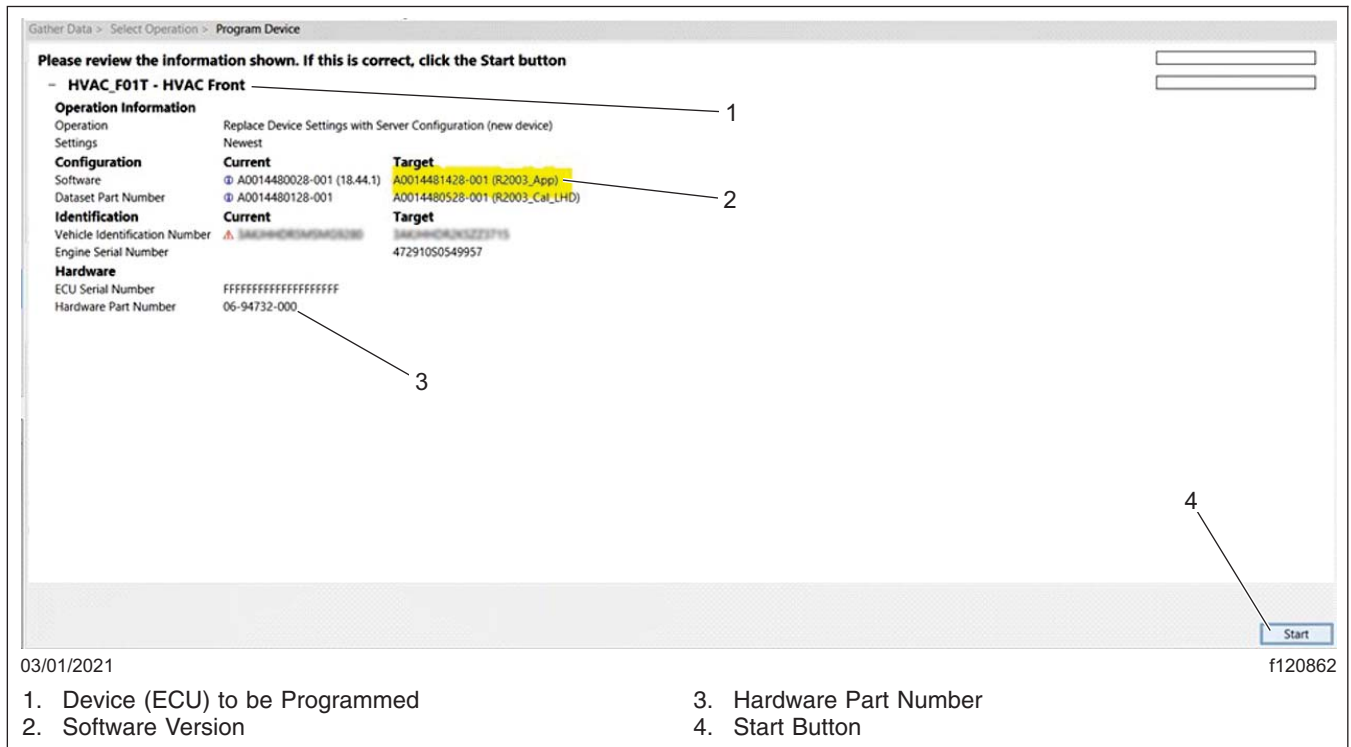 Gather Data > Select Operation > Program Device
Please review the information shown. If this is correct, click the Start button
− HVAC_F01T - HVAC Front
1
Operation Information
Operation Replace Device Settings with Server Configuration (new device)
Settings Newest
Configuration Current Target
Software A0014480028-001 (18.44.1) A0014481428-001 (R2003_App)
2
Dataset Part Number A0014480128-001 A0014480528-001 (R2003_Cal_LHD)
Identification Current Target
Vehicle Identification Number
Engine Serial Number 472910S0549957
Hardware
ECU Serial Number FFFFFFFFFFFFFFFFFFFF
Hardware Part Number 06-94732-000
3
4
Start
03/01/2021 f120862
1. Device (ECU) to be Programmed 3. Hardware Part Number
2. Software Version 4. Start Button